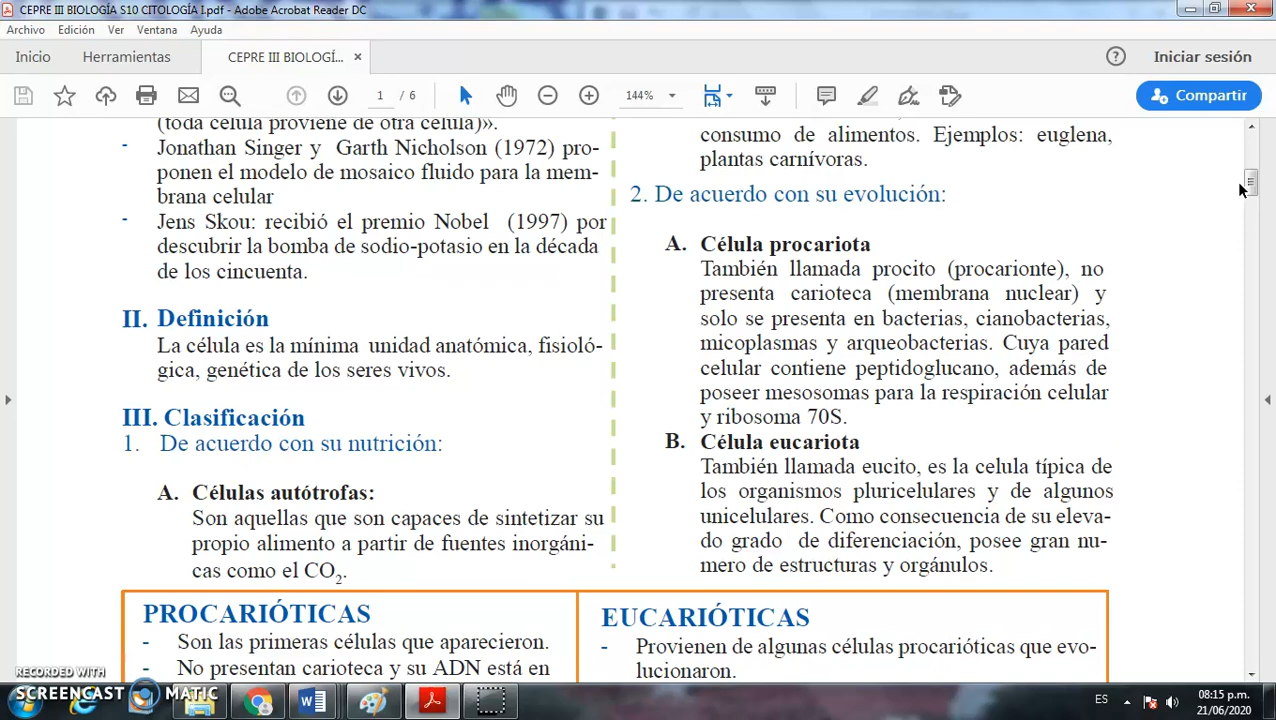 CEPRE III BIOLOGÍA S10 CITOLOGÍA I.pdf - Adobe Acrobat Reader DC
Archivo Edición Ver Ventana Ayuda
Inicio Herramientas CEPRE III BIOLOGÍ... × Iniciar sesión
1 / 6 144% Compartir
(toda célula proviene de otra célula)».
- Jonathan Singer y Garth Nicholson (1972) pro-
ponen el modelo de mosaico fluido para la mem-
brana celular
- Jens Skou: recibió el premio Nobel (1997) por
descubrir la bomba de sodio-potasio en la década
de los cincuenta.
II. Definición
La célula es la mínima unidad anatómica, fisioló-
gica, genética de los seres vivos.
III. Clasificación
1. De acuerdo con su nutrición:
A. Células autótrofas:
Son aquellas que son capaces de sintetizar su
propio alimento a partir de fuentes inorgáni-
cas como el CO2.
consumo de alimentos. Ejemplos: euglena,
plantas carnívoras.
2. De acuerdo con su evolución:
A. Célula procariota
También llamada procito (procarionte), no
presenta carioteca (membrana nuclear) y
solo se presenta en bacterias, cianobacterias,
micoplasmas y arqueobacterias. Cuya pared
celular contiene peptidoglucano, además de
poseer mesosomas para la respiración celular
y ribosoma 70S.
B. Célula eucariota
También llamada eucito, es la celula típica de
los organismos pluricelulares y de algunos
unicelulares. Como consecuencia de su eleva-
do grado de diferenciación, posee gran nu-
mero de estructuras y orgánulos.
PROCARIÓTICAS
- Son las primeras células que aparecieron.
- No presentan carioteca y su ADN está en
EUCARIÓTICAS
- Provienen de algunas células procarióticas que evo-
lucionaron.
RECORDED WITH
SCREENCAST MATIC
ES
08:15 p.m.
21/06/2020